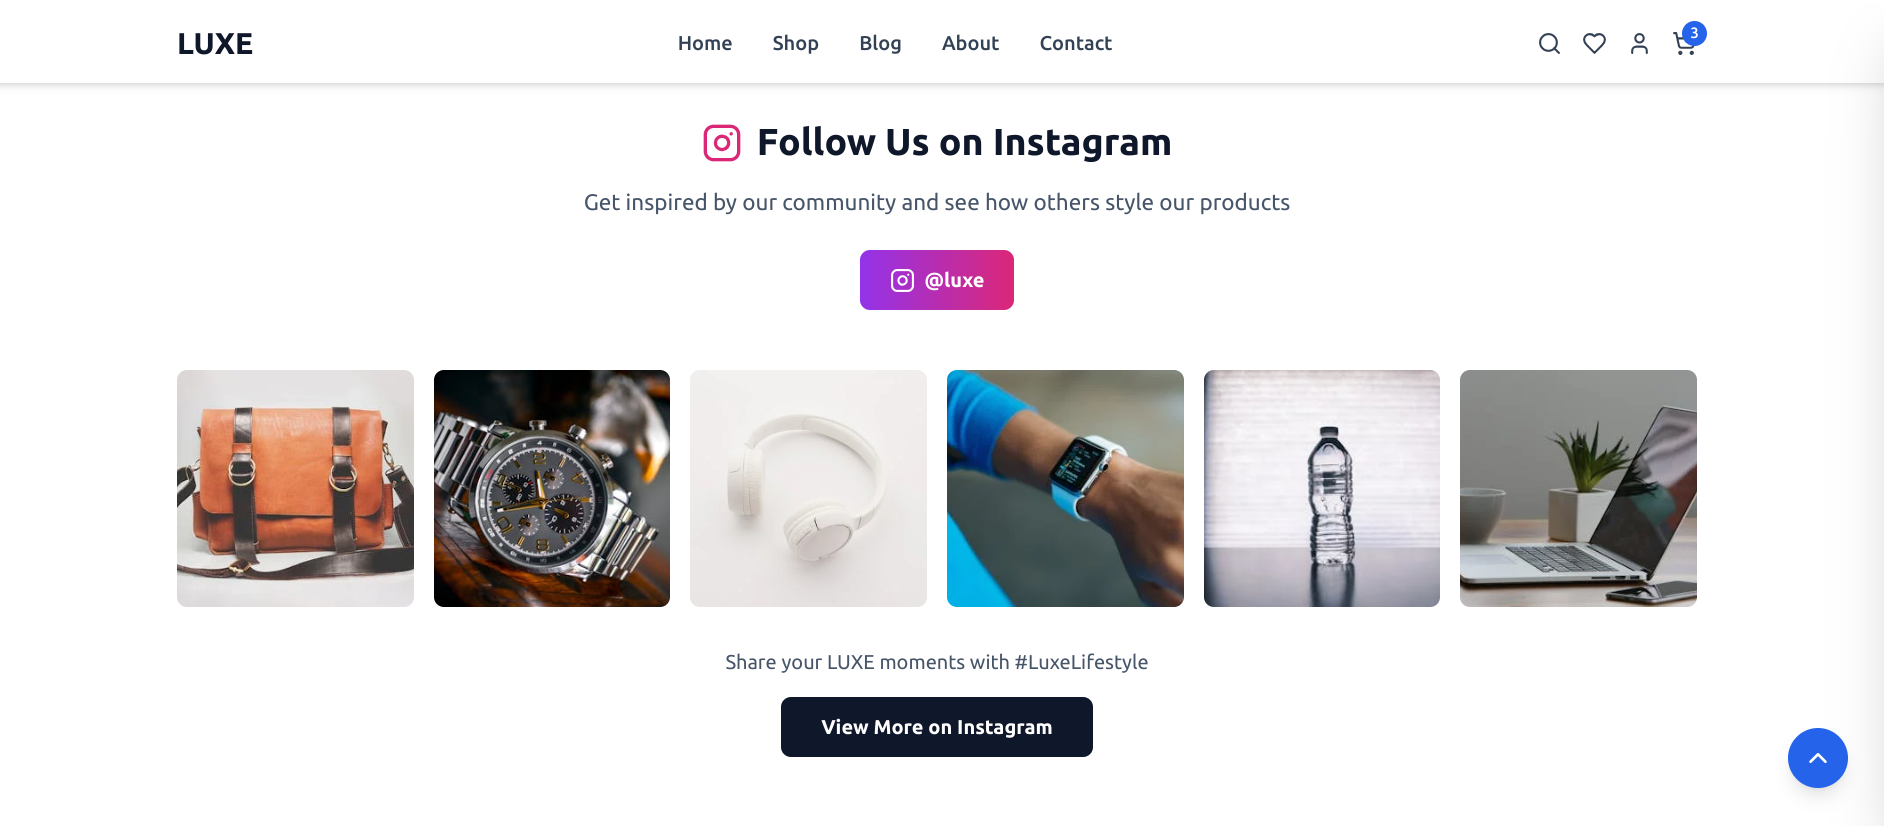 LUXE
Home
Shop
Blog
About
Contact
3
Follow Us on Instagram
Get inspired by our community and see how others style our products
@luxe
Share your LUXE moments with #LuxeLifestyle
View More on Instagram